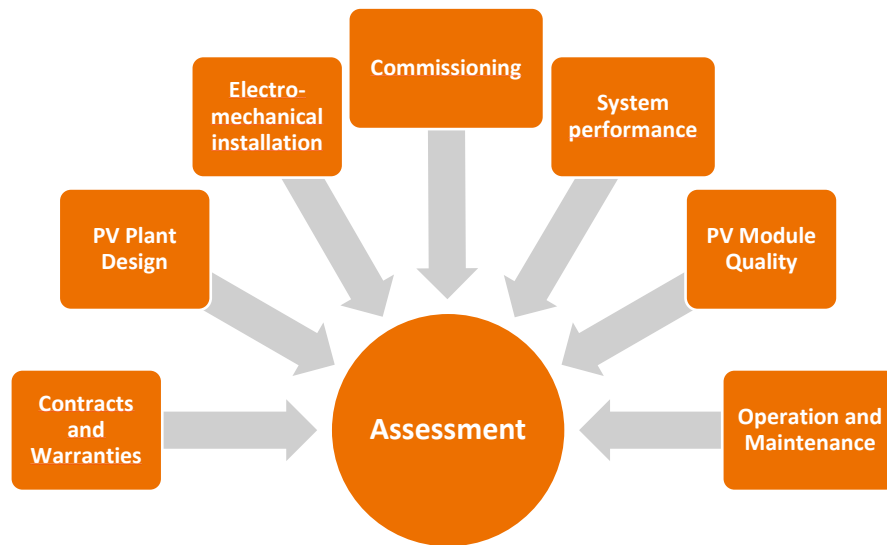 Commissioning
Electro-
mechanical
installation
System
performance
PV Plant
Design
PV Module
Quality
Contracts
and
Warranties
Assessment
Operation and
Maintenance